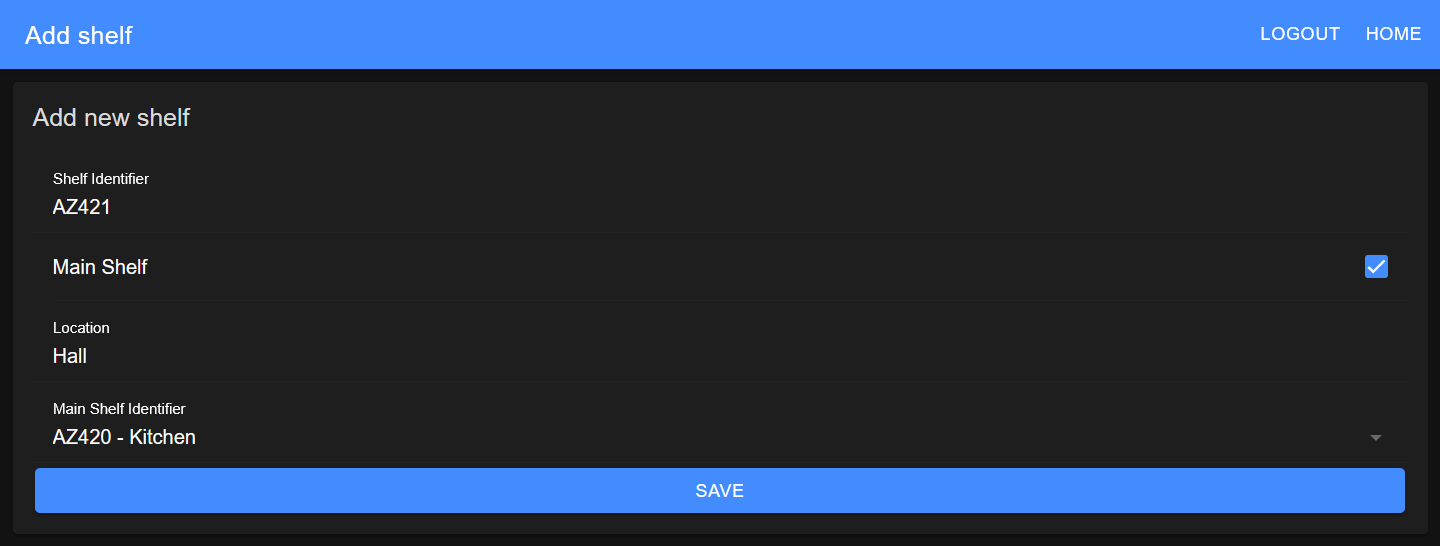 Add shelf
LOGOUT HOME
Add new shelf
Shelf Identifier
AZ421
Main Shelf
Location
Hall
Main Shelf Identifier
AZ420 - Kitchen
SAVE